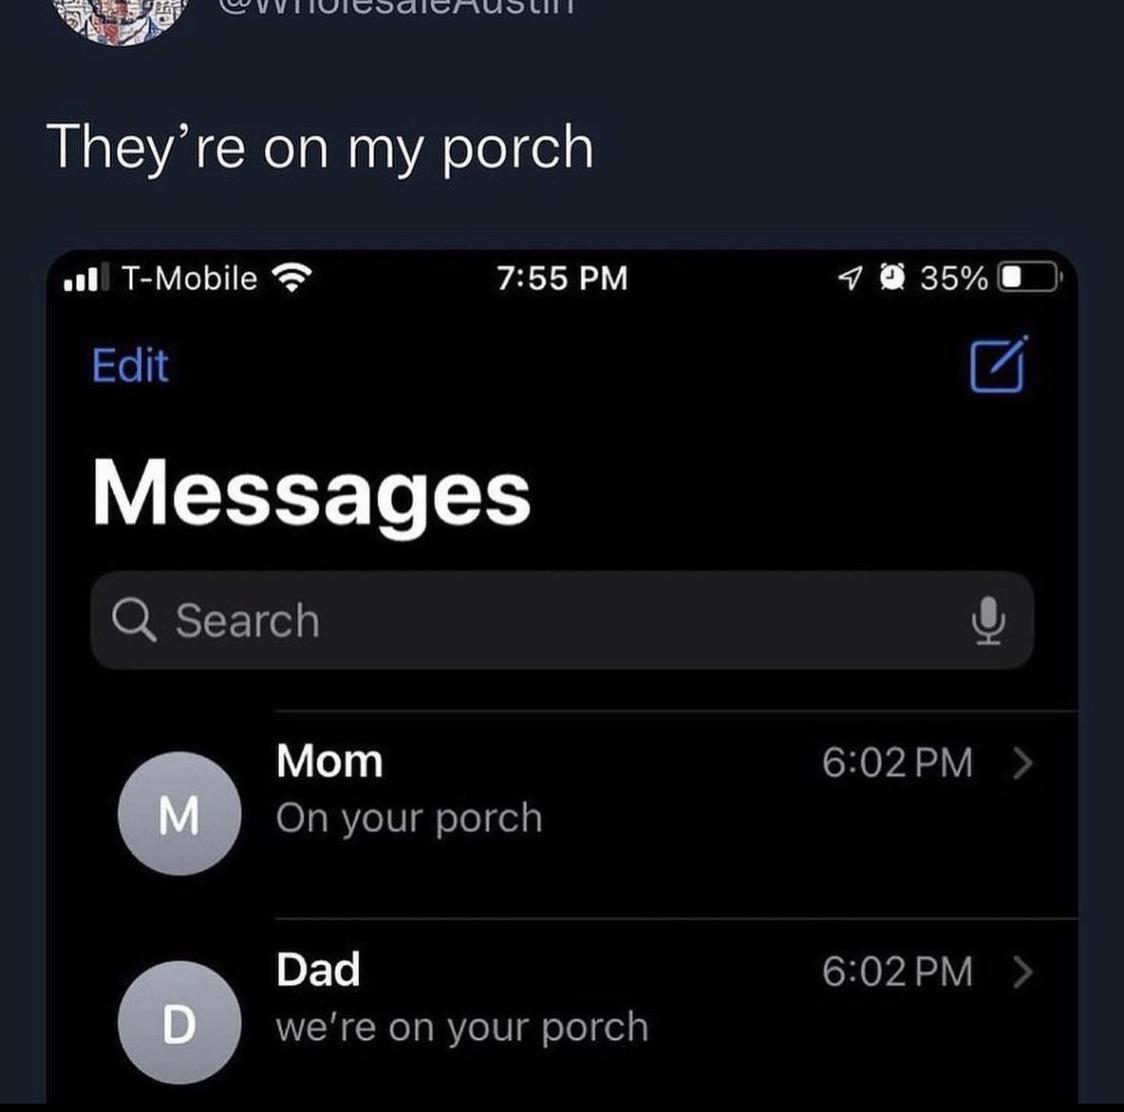 @WholesaleAustin
They’re on my porch
T-Mobile 7:55 PM 35%
Edit
Messages
Search
M Mom 6:02 PM
On your porch
D Dad 6:02 PM
we’re on your porch